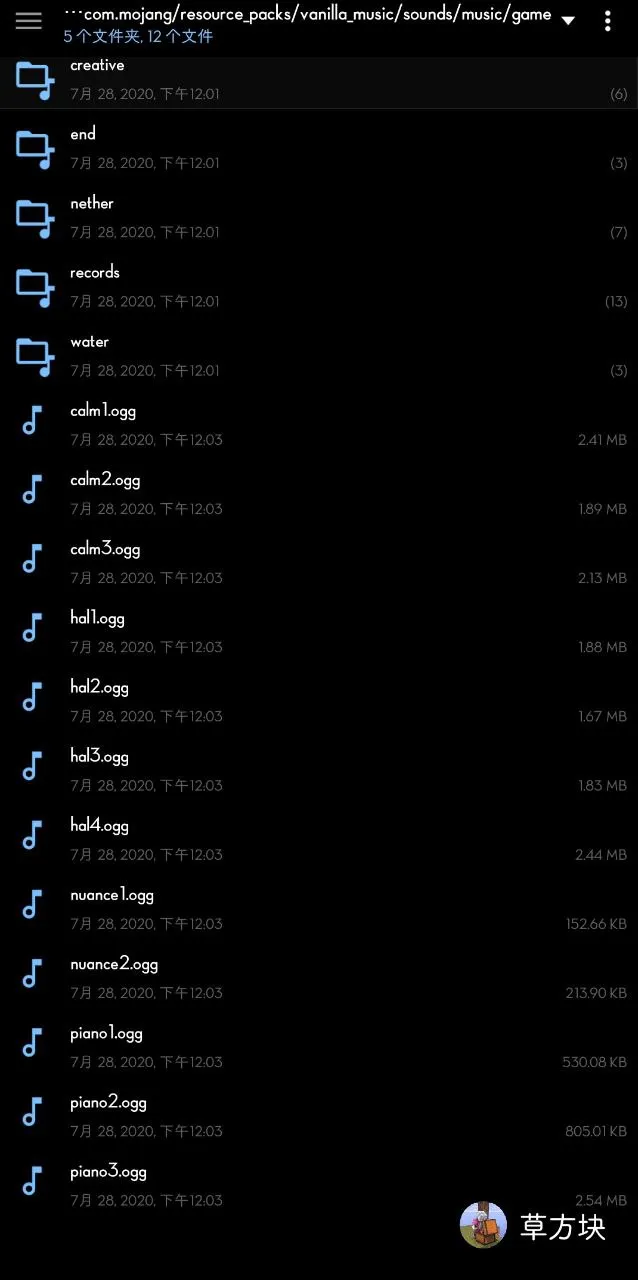 ···com.mojang/resource_packs/vanilla_music/sounds/music/game
5 个文件夹, 12 个文件
creative
7月 28, 2020, 下午12:01 (6)
end
7月 28, 2020, 下午12:01 (3)
nether
7月 28, 2020, 下午12:01 (7)
records
7月 28, 2020, 下午12:01 (13)
water
7月 28, 2020, 下午12:01 (3)
calm1.ogg
7月 28, 2020, 下午12:03 2.41 MB
calm2.ogg
7月 28, 2020, 下午12:03 1.89 MB
calm3.ogg
7月 28, 2020, 下午12:03 2.13 MB
hal1.ogg
7月 28, 2020, 下午12:03 1.88 MB
hal2.ogg
7月 28, 2020, 下午12:03 1.67 MB
hal3.ogg
7月 28, 2020, 下午12:03 1.83 MB
hal4.ogg
7月 28, 2020, 下午12:03 2.44 MB
nuance1.ogg
7月 28, 2020, 下午12:03 152.66 KB
nuance2.ogg
7月 28, 2020, 下午12:03 213.90 KB
piano1.ogg
7月 28, 2020, 下午12:03 530.08 KB
piano2.ogg
7月 28, 2020, 下午12:03 805.01 KB
piano3.ogg
7月 28, 2020, 下午12:03 2.54 MB
草方块